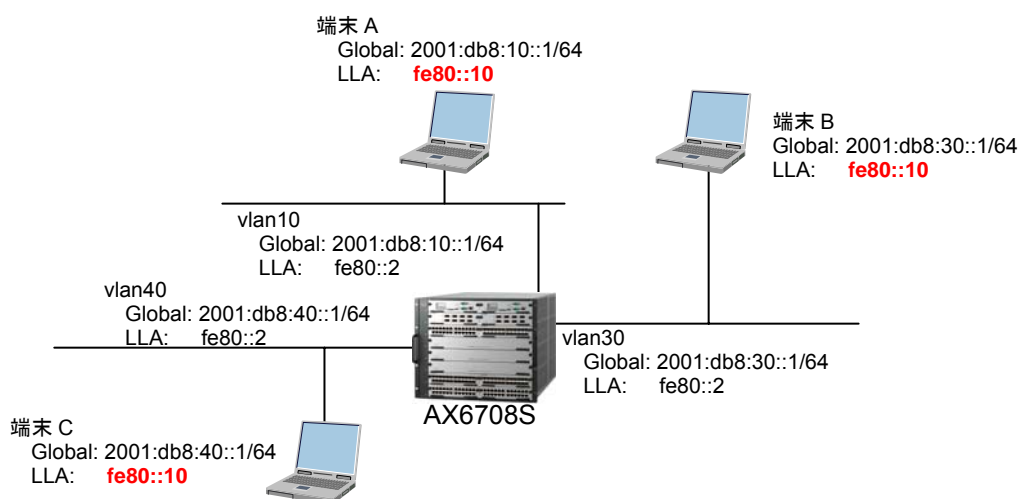 端末 A
Global: 2001:db8:10::1/64
LLA: fe80::10
端末 B
Global: 2001:db8:30::1/64
LLA: fe80::10
vlan10
Global: 2001:db8:10::1/64
LLA: fe80::2
vlan40
Global: 2001:db8:40::1/64
LLA: fe80::2
vlan30
Global: 2001:db8:30::1/64
LLA: fe80::2
AX6708S
端末 C
Global: 2001:db8:40::1/64
LLA: fe80::10